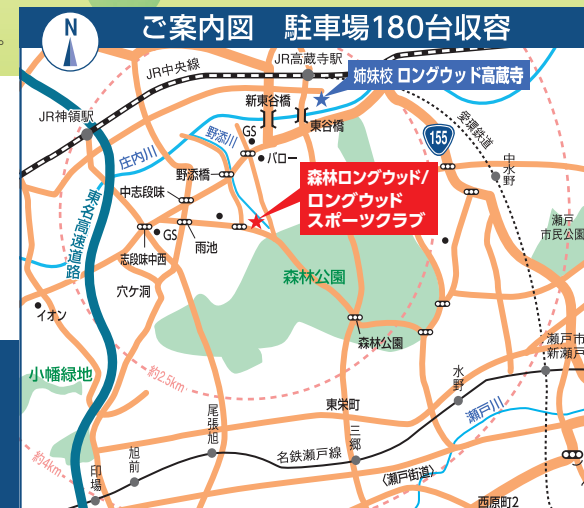 。
ご案内図 駐車場180台収容
N
JR中央線
JR高蔵寺駅
姉妹校 ロングウッド高蔵寺
新東谷橋
JR神領駅
GS
東谷橋
155
愛環鉄道
野添川
庄内川
バロー
中水野
野添橋
森林ロングウッド/
ロングウッド
スポーツクラブ
中志段味
東名高速道路
瀬戸
市民公園
GS
雨池
志段味中西
森林公園
穴ケ洞
イオン
森林公園
瀬戸市
新瀬戸
小幡緑地
約2.5km
水野
東栄町
瀬戸川
尾張旭
三郷
名鉄瀬戸線
旭前
約4km
印場
(瀬戸街道)
西原町2